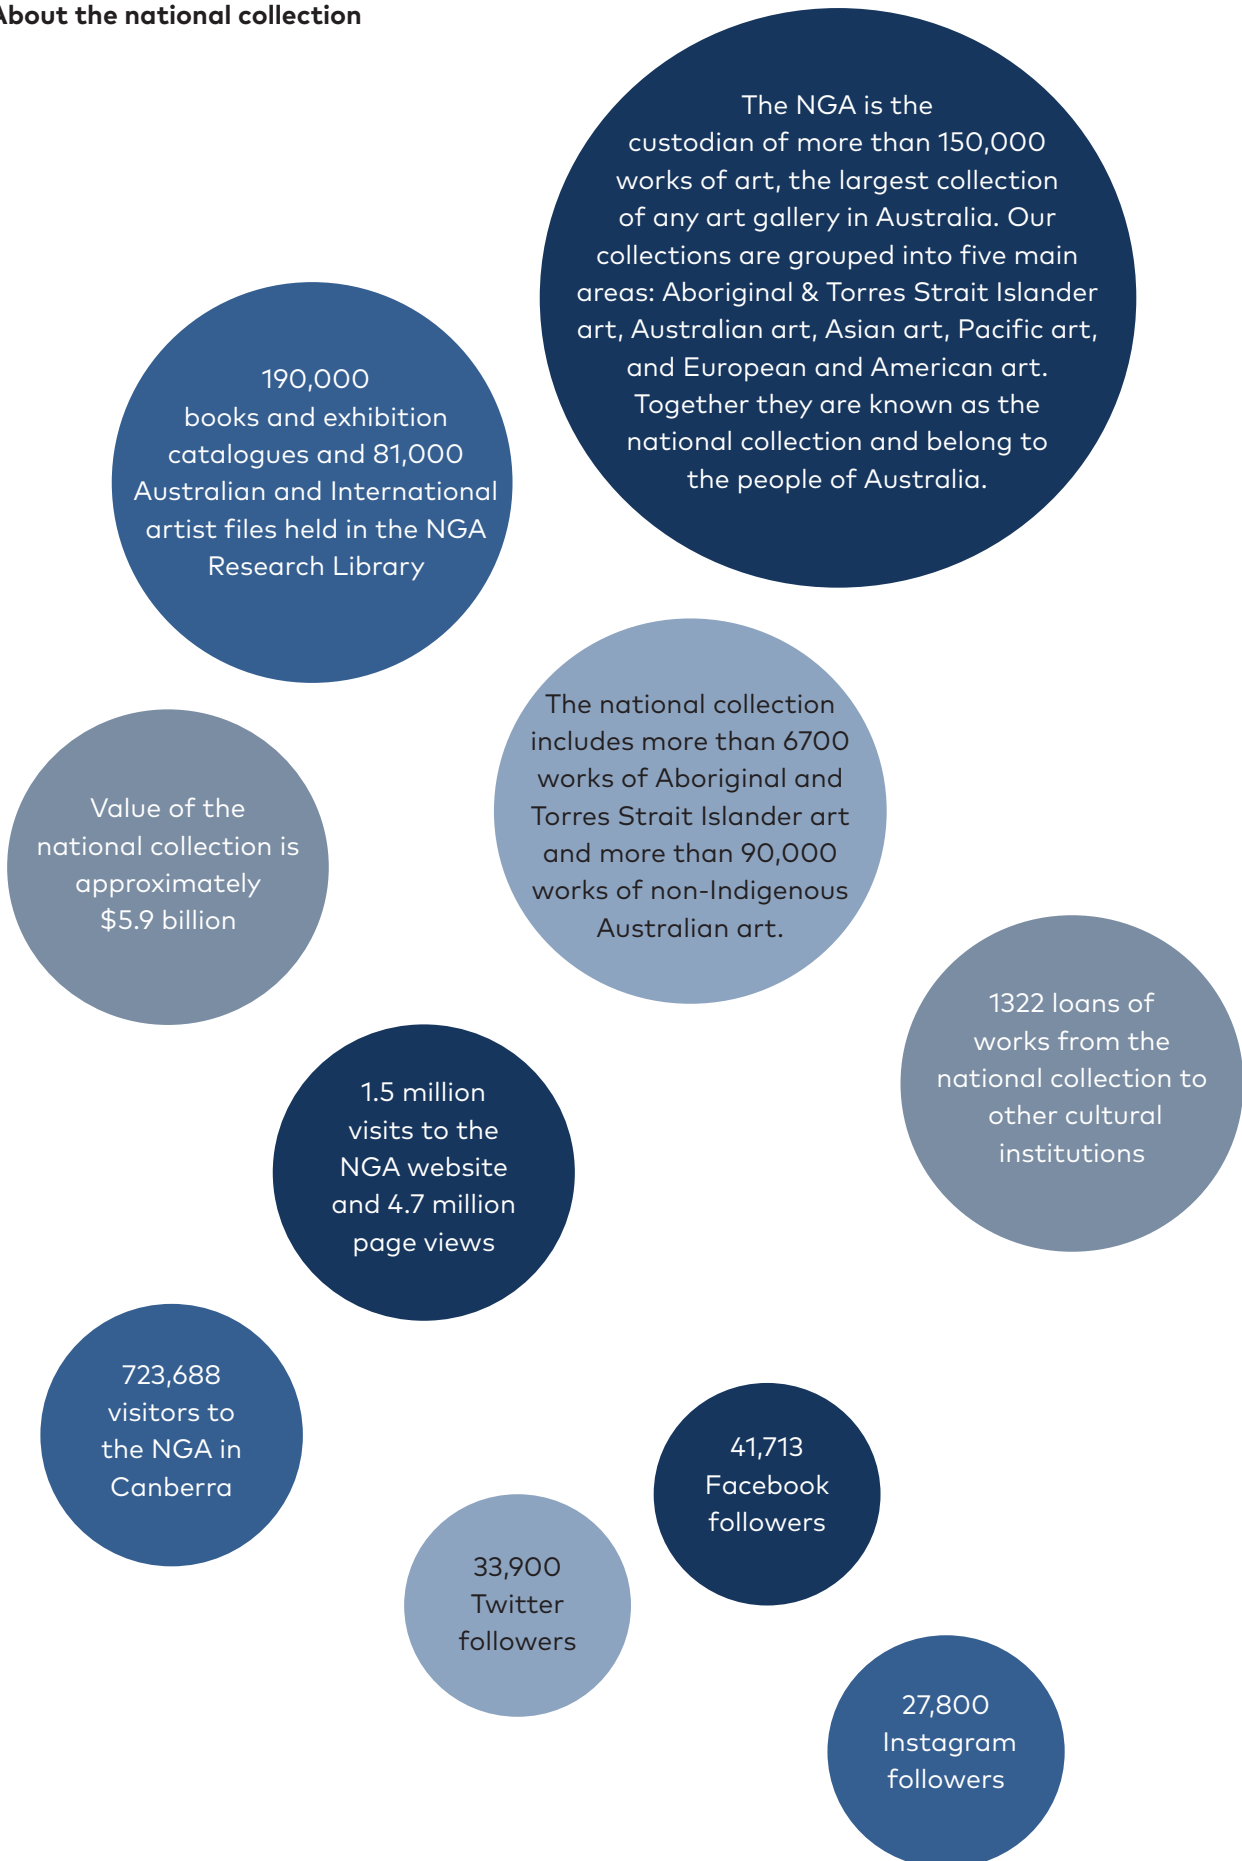 About the national collection
The NGA is the
custodian of more than 150,000
works of art, the largest collection
of any art gallery in Australia. Our
collections are grouped into five main
areas: Aboriginal & Torres Strait Islander
art, Australian art, Asian art, Pacific art,
and European and American art.
Together they are known as the
national collection and belong to
the people of Australia.
190,000
books and exhibition
catalogues and 81,000
Australian and International
artist files held in the NGA
Research Library
The national collection
includes more than 6700
works of Aboriginal and
Torres Strait Islander art
and more than 90,000
works of non-Indigenous
Australian art.
Value of the
national collection is
approximately
$5.9 billion
1322 loans of
works from the
national collection to
other cultural
institutions
1.5 million
visits to the
NGA website
and 4.7 million
page views
723,688
visitors to
the NGA in
Canberra
41,713
Facebook
followers
33,900
Twitter
followers
27,800
Instagram
followers